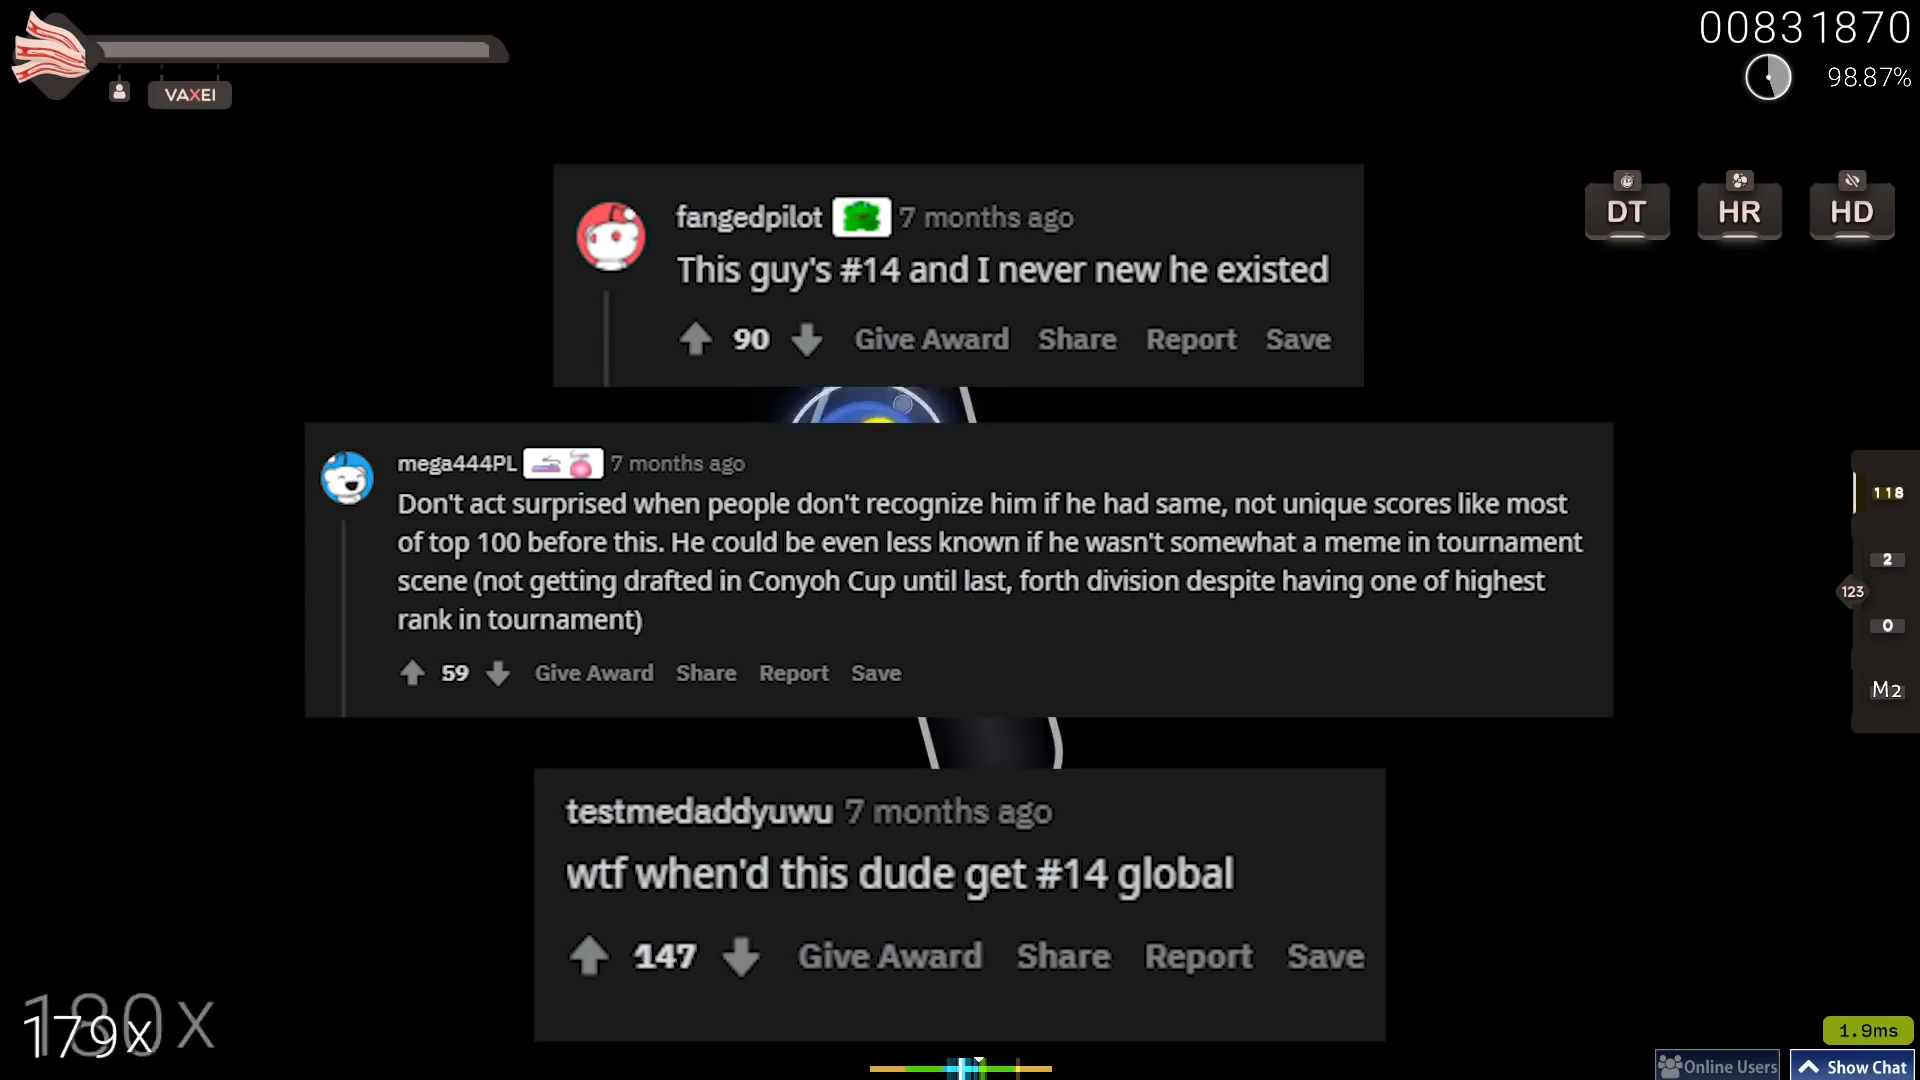 00831870
98.87%
VAXEI
DT HR HD
fangedpilot 7 months ago
This guy's #14 and I never new he existed
90 Give Award Share Report Save
mega444PL 7 months ago
Don't act surprised when people don't recognize him if he had same, not unique scores like most
of top 100 before this. He could be even less known if he wasn't somewhat a meme in tournament
scene (not getting drafted in Conyoh Cup until last, forth division despite having one of highest
rank in tournament)
59 Give Award Share Report Save
118
2
123
0
M2
testmedaddyuwu 7 months ago
wtf when'd this dude get #14 global
147 Give Award Share Report Save
180x
179x
1.9ms
Online Users Show Chat